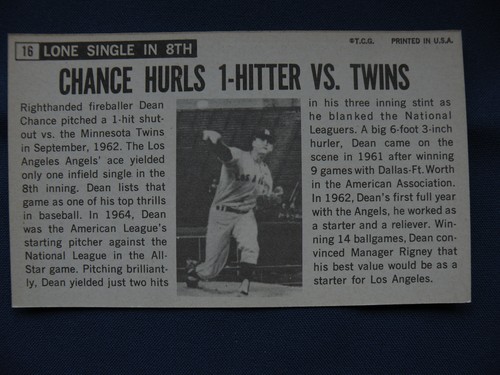 16 LONE SINGLE IN 8TH
©T.C.G. PRINTED IN U.S.A.
CHANCE HURLS 1-HITTER VS. TWINS
Righthanded fireballer Dean
Chance pitched a 1-hit shut-
out vs. the Minnesota Twins
in September, 1962. The Los
Angeles Angels' ace yielded
only one infield single in the
8th inning. Dean lists that
game as one of his top thrills
in baseball. In 1964, Dean
was the American League's
starting pitcher against the
National League in the All-
Star game. Pitching brilliant-
ly, Dean yielded just two hits
in his three inning stint as
he blanked the National
Leaguers. A big 6-foot 3-inch
hurler, Dean came on the
scene in 1961 after winning
9 games with Dallas-Ft. Worth
in the American Association.
In 1962, Dean's first full year
with the Angels, he worked as
a starter and a reliever. Win-
ning 14 ballgames, Dean con-
vinced Manager Rigney that
his best value would be as a
starter for Los Angeles.